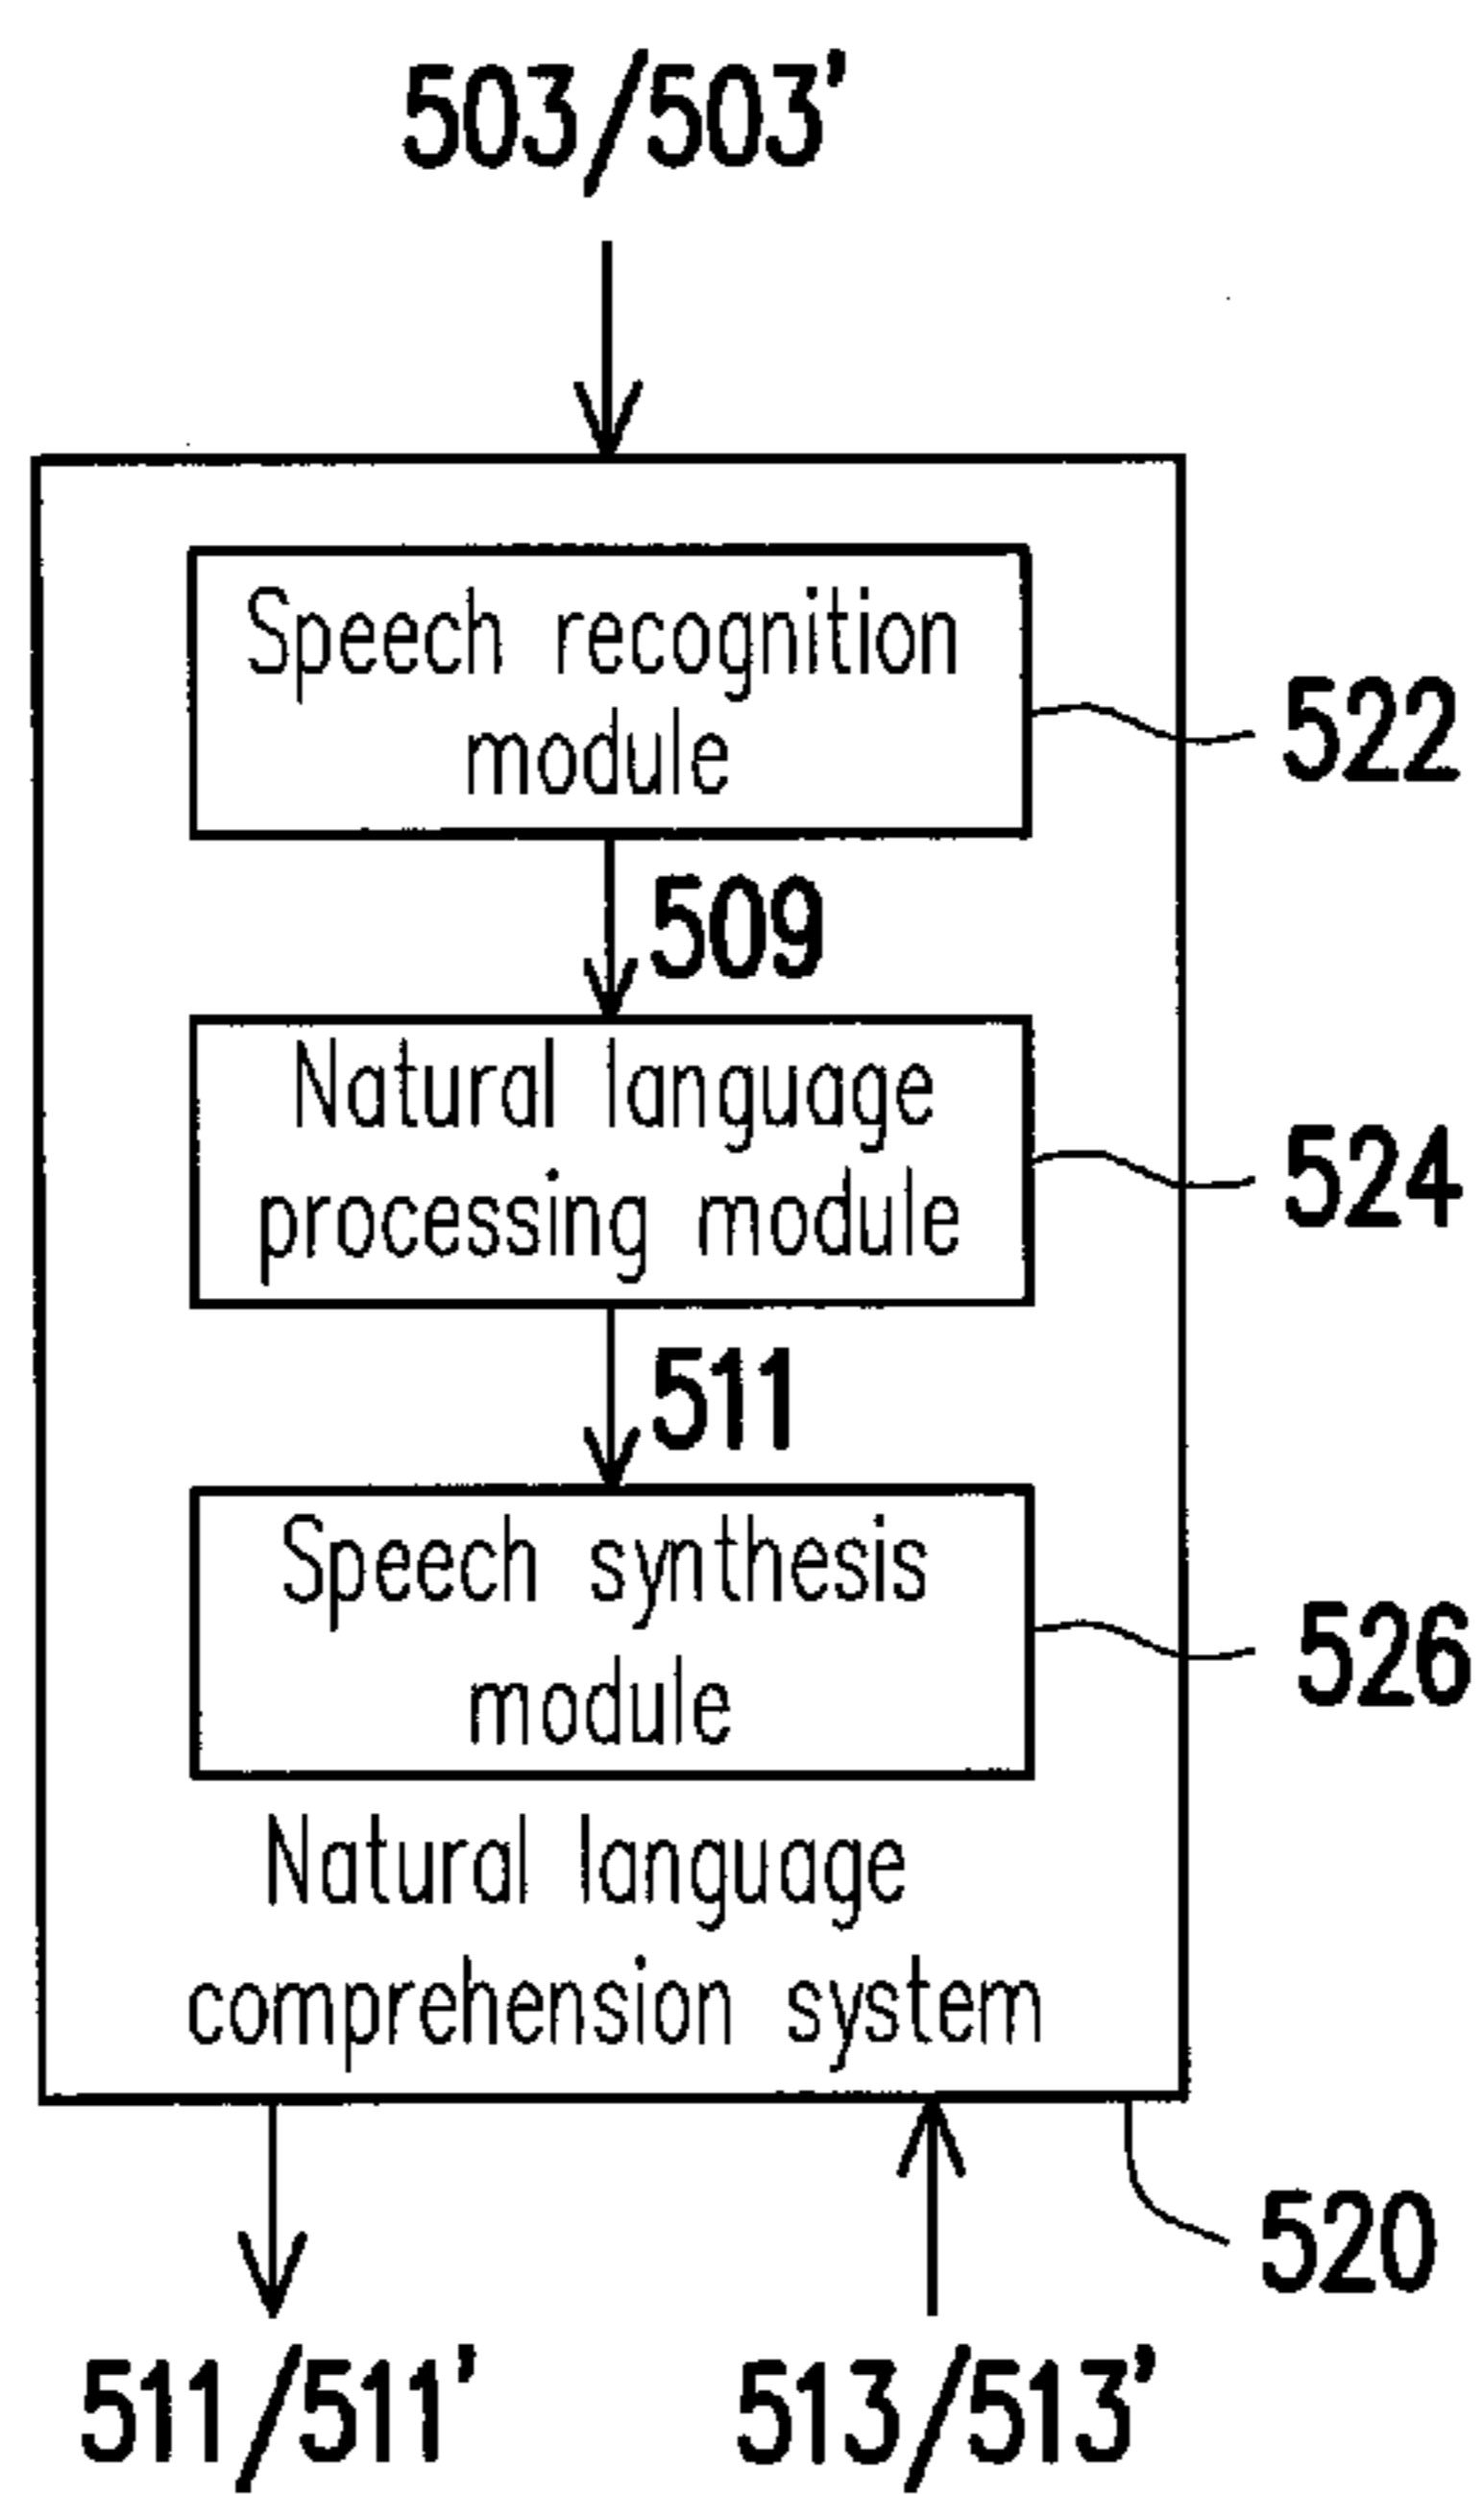 503/503'
Speech recognition
module
522
509
Natural language
processing module
524
511
Speech synthesis
module
526
Natural language
comprehension system
520
511/511'
513/513'